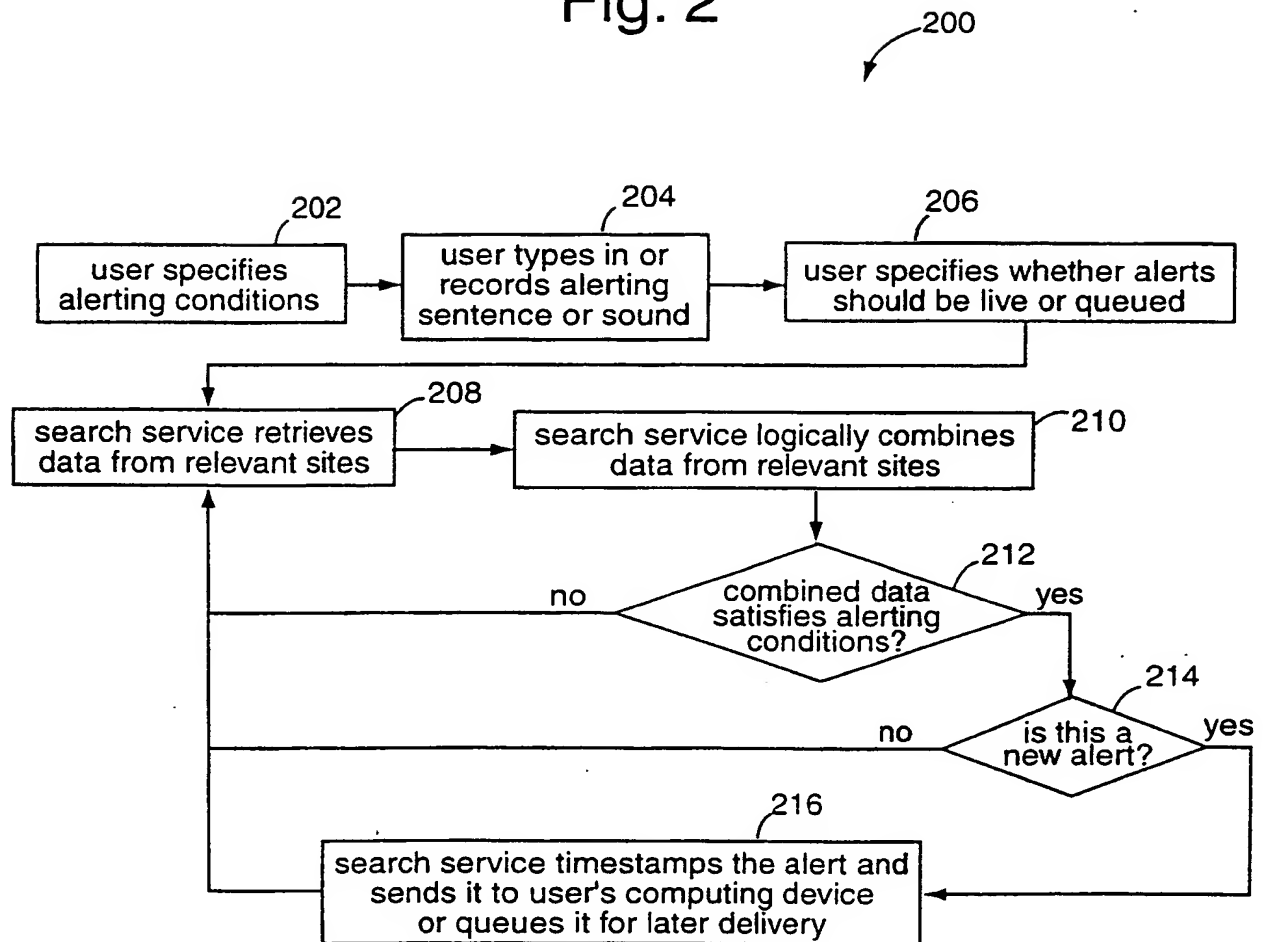 Fig. 2
200
202
user specifies
alerting conditions
204
user types in or
records alerting
sentence or sound
206
user specifies whether alerts
should be live or queued
208
search service retrieves
data from relevant sites
210
search service logically combines
data from relevant sites
212
combined data
satisfies alerting
conditions?
no
yes
214
is this a
new alert?
no
yes
216
search service timestamps the alert and
sends it to user's computing device
or queues it for later delivery